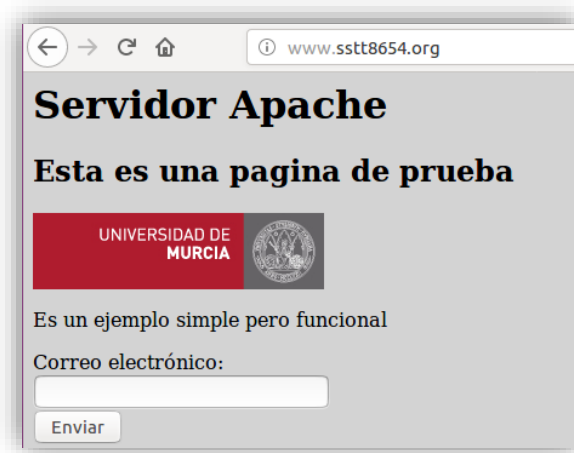 www.sstt8654.org
Servidor Apache
Esta es una pagina de prueba
UNIVERSIDAD DE
MURCIA
Es un ejemplo simple pero funcional
Correo electrónico:
Enviar